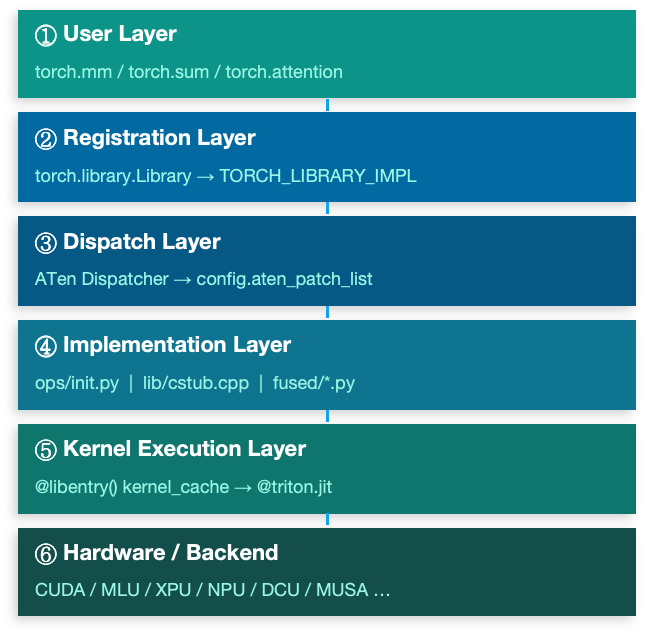 ① User Layer
torch.mm / torch.sum / torch.attention
② Registration Layer
torch.library.Library → TORCH_LIBRARY_IMPL
③ Dispatch Layer
ATen Dispatcher → config.aten_patch_list
④ Implementation Layer
ops/init.py | lib/cstub.cpp | fused/*.py
⑤ Kernel Execution Layer
@libentry() kernel_cache → @triton.jit
⑥ Hardware / Backend
CUDA / MLU / XPU / NPU / DCU / MUSA …